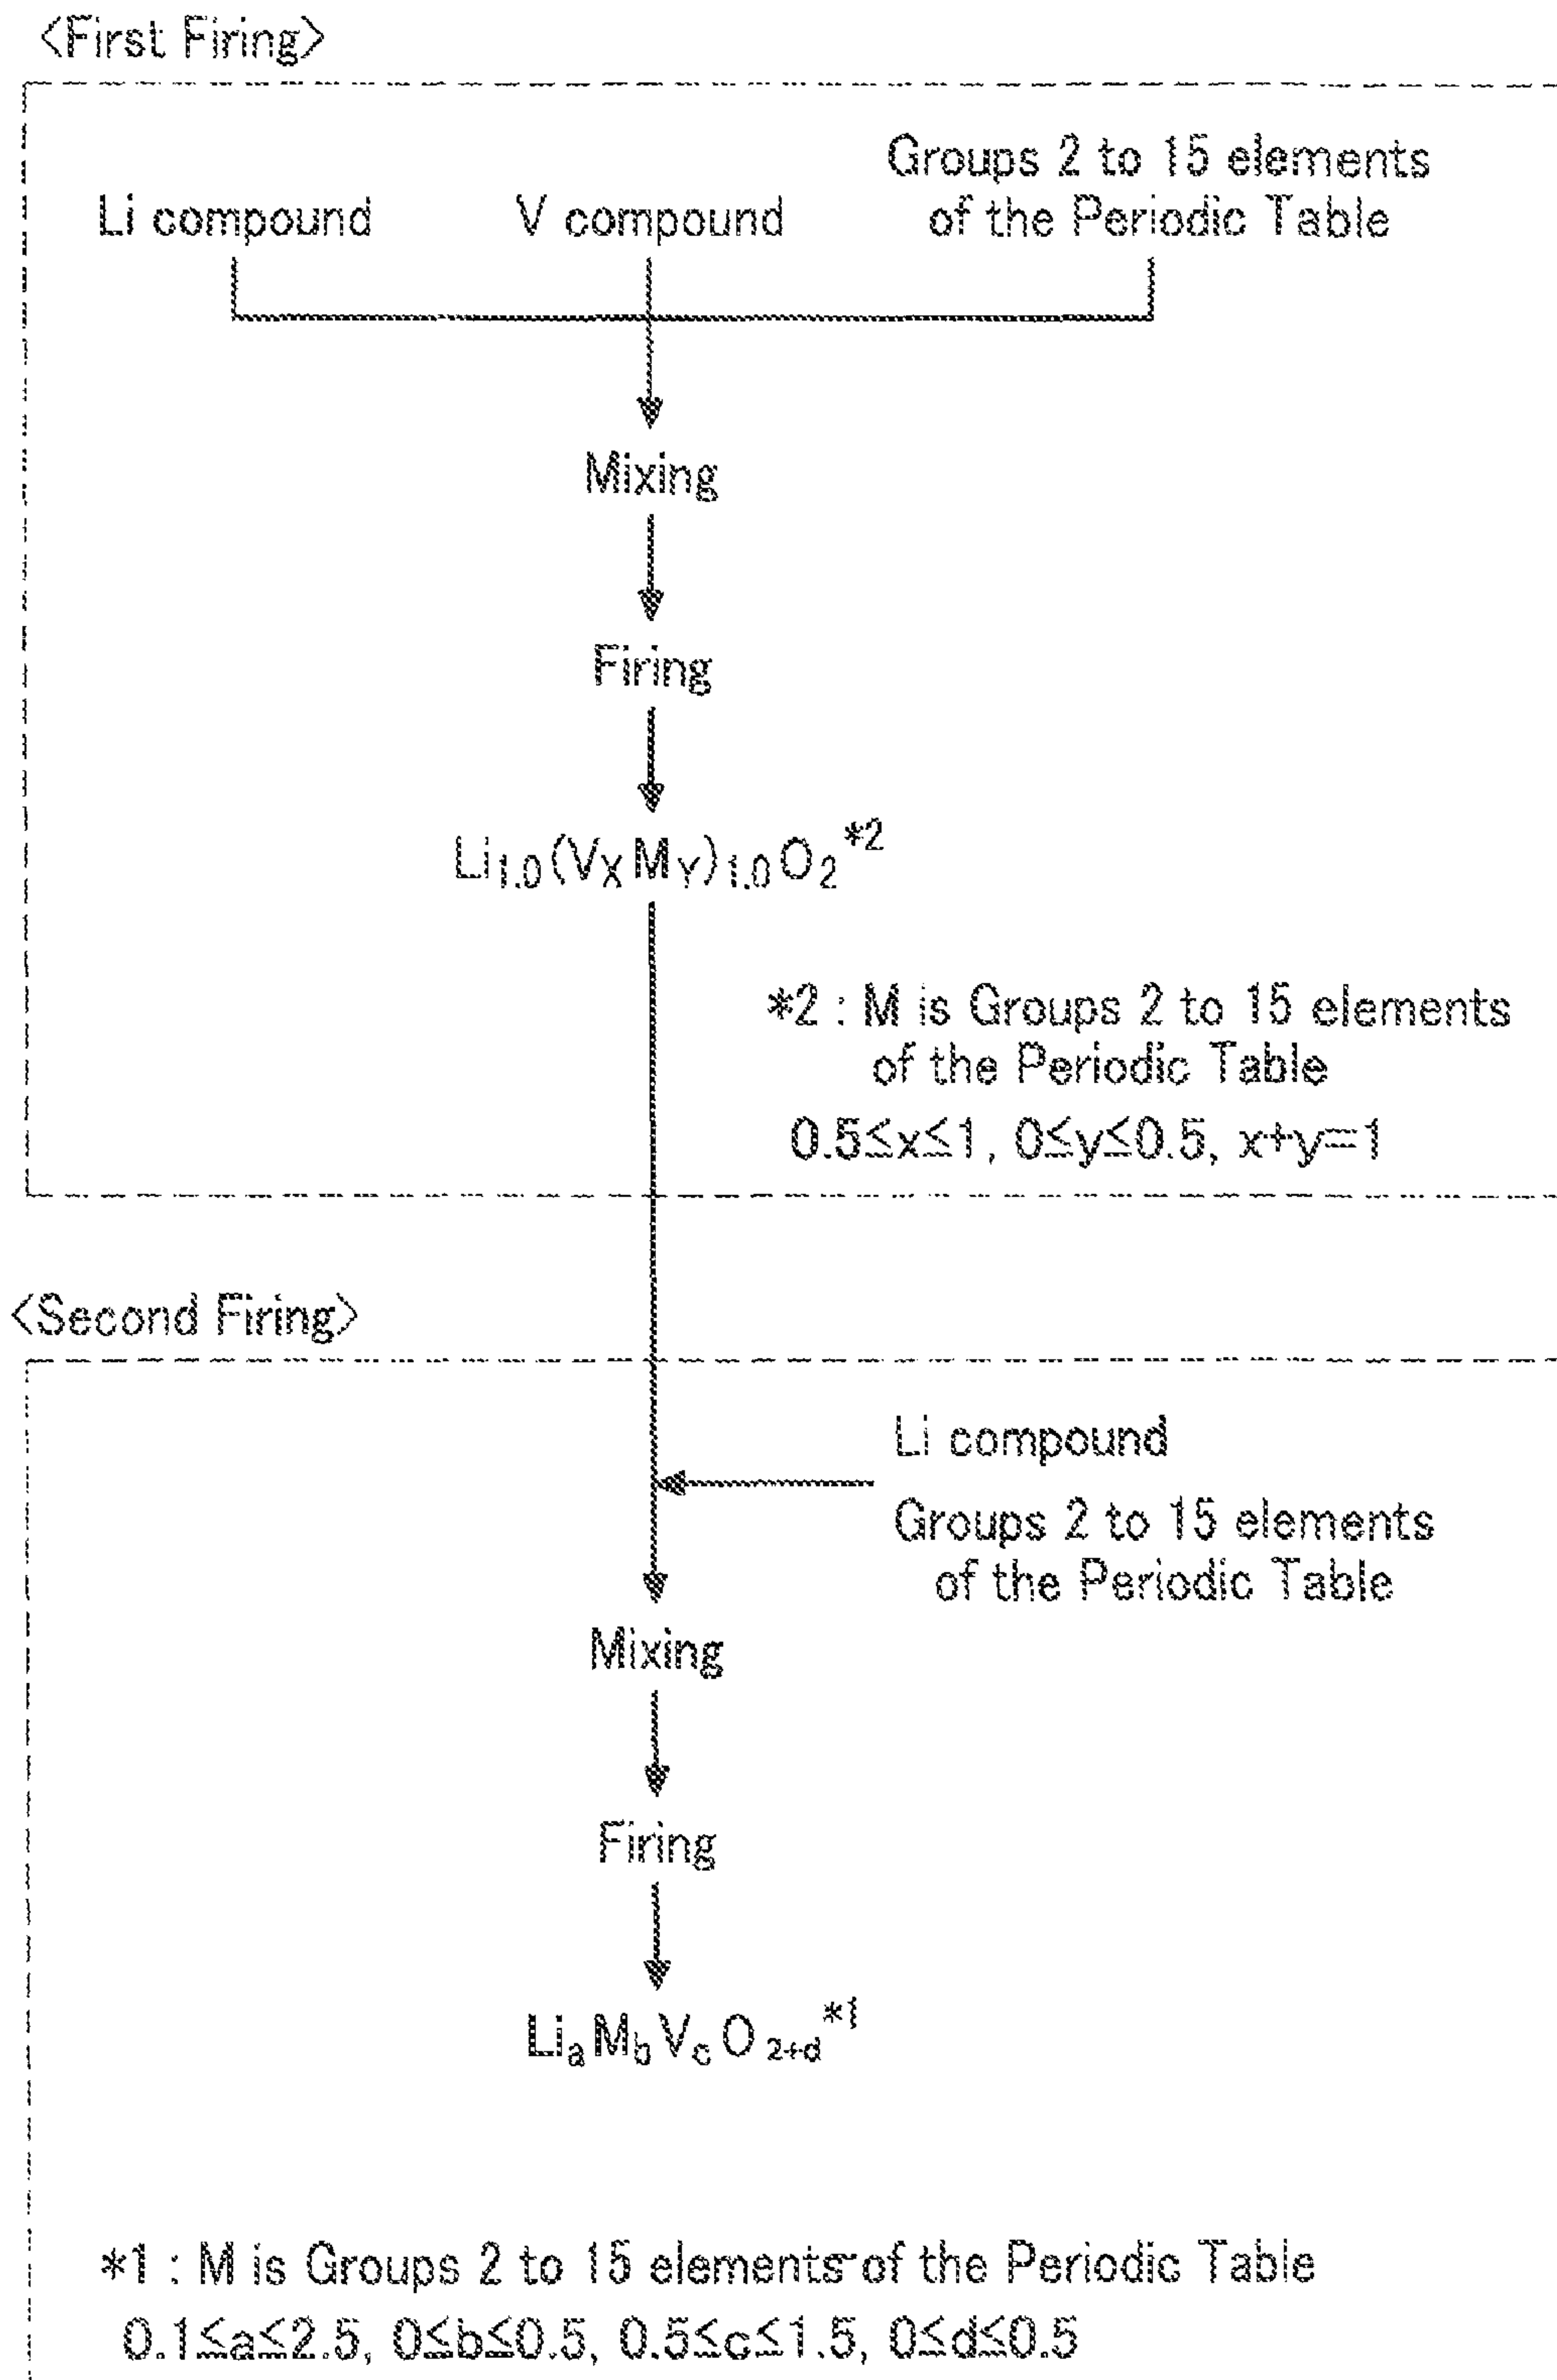 <First Firing>
Groups 2 to 15 elements
Li compound V compound of the Periodic Table
Mixing
Firing
Li1.0(VXMY)1.0O2*2
*2 : M is Groups 2 to 15 elements
of the Periodic Table
0.5≤x≤1, 0≤y≤0.5, x+y=1
<Second Firing>
Li compound
Groups 2 to 15 elements
of the Periodic Table
Mixing
Firing
LiaMbVcO2+d*1
*1 : M is Groups 2 to 15 elements of the Periodic Table
0.1≤a≤2.5, 0≤b≤0.5, 0.5≤c≤1.5, 0≤d≤0.5